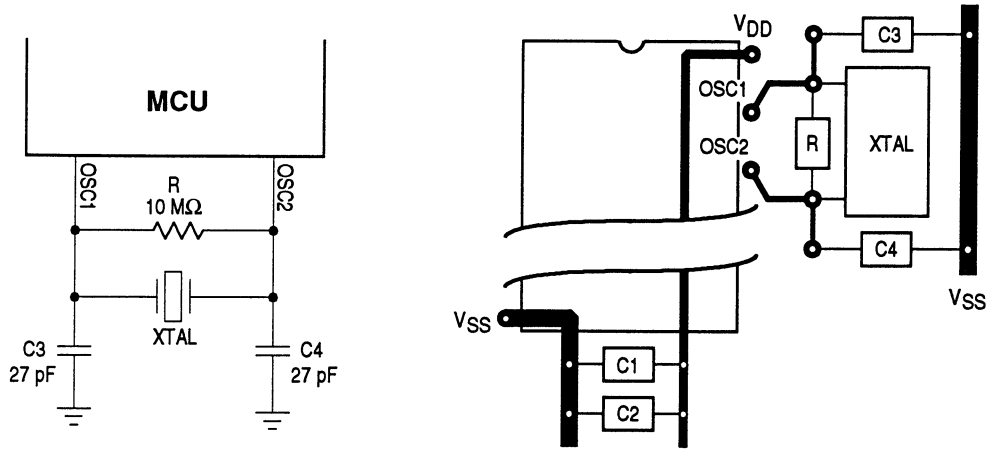 MCU
OSC1
OSC2
R
10 MΩ
XTAL
C3
27 pF
C4
27 pF
VDD
OSC1
OSC2
C3
R
XTAL
C4
VSS
VSS
C1
C2